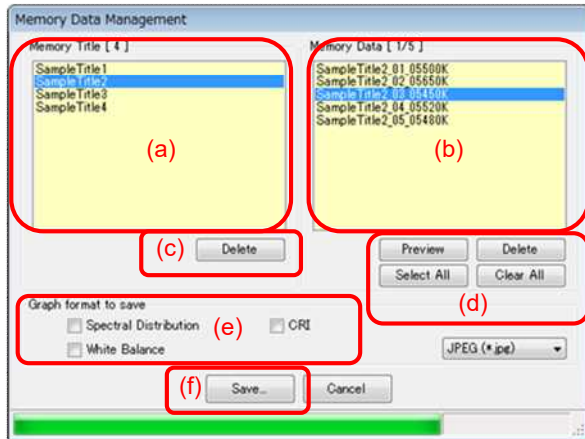 Memory Data Management
Memory Title [ 4 ]
SampleTitle1
SampleTitle2
SampleTitle3
SampleTitle4
(a)
Memory Data [ 1/5 ]
SampleTitle2_01_05500K
SampleTitle2_02_05650K
SampleTitle2_03_05450K
SampleTitle2_04_05520K
SampleTitle2_05_05480K
(b)
(c) Delete
Preview Delete
Select All Clear All
(d)
Graph format to save
Spectral Distribution (e) CRI
White Balance
JPEG (*.jpg)
(f) Save... Cancel